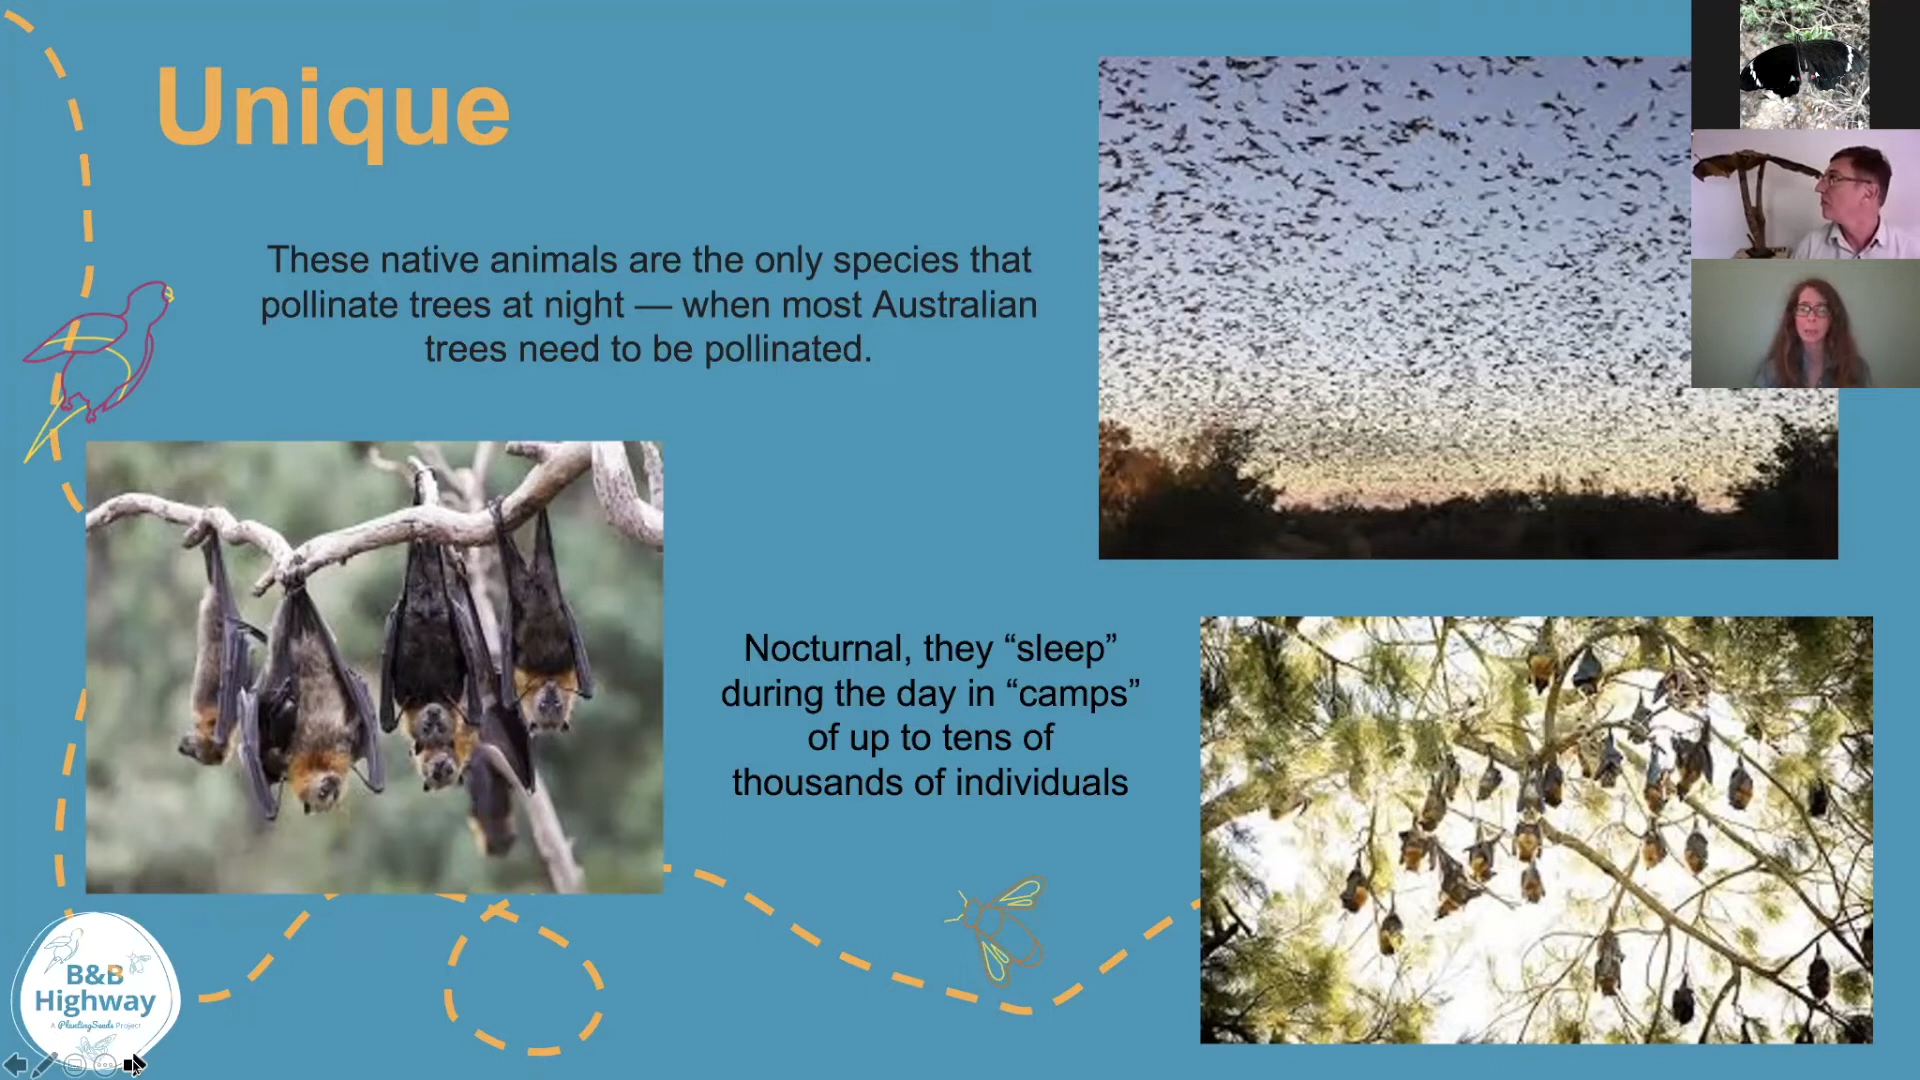 Unique
These native animals are the only species that
pollinate trees at night — when most Australian
trees need to be pollinated.
Nocturnal, they “sleep”
during the day in “camps”
of up to tens of
thousands of individuals
B&B
Highway
A PlantingSeeds Project